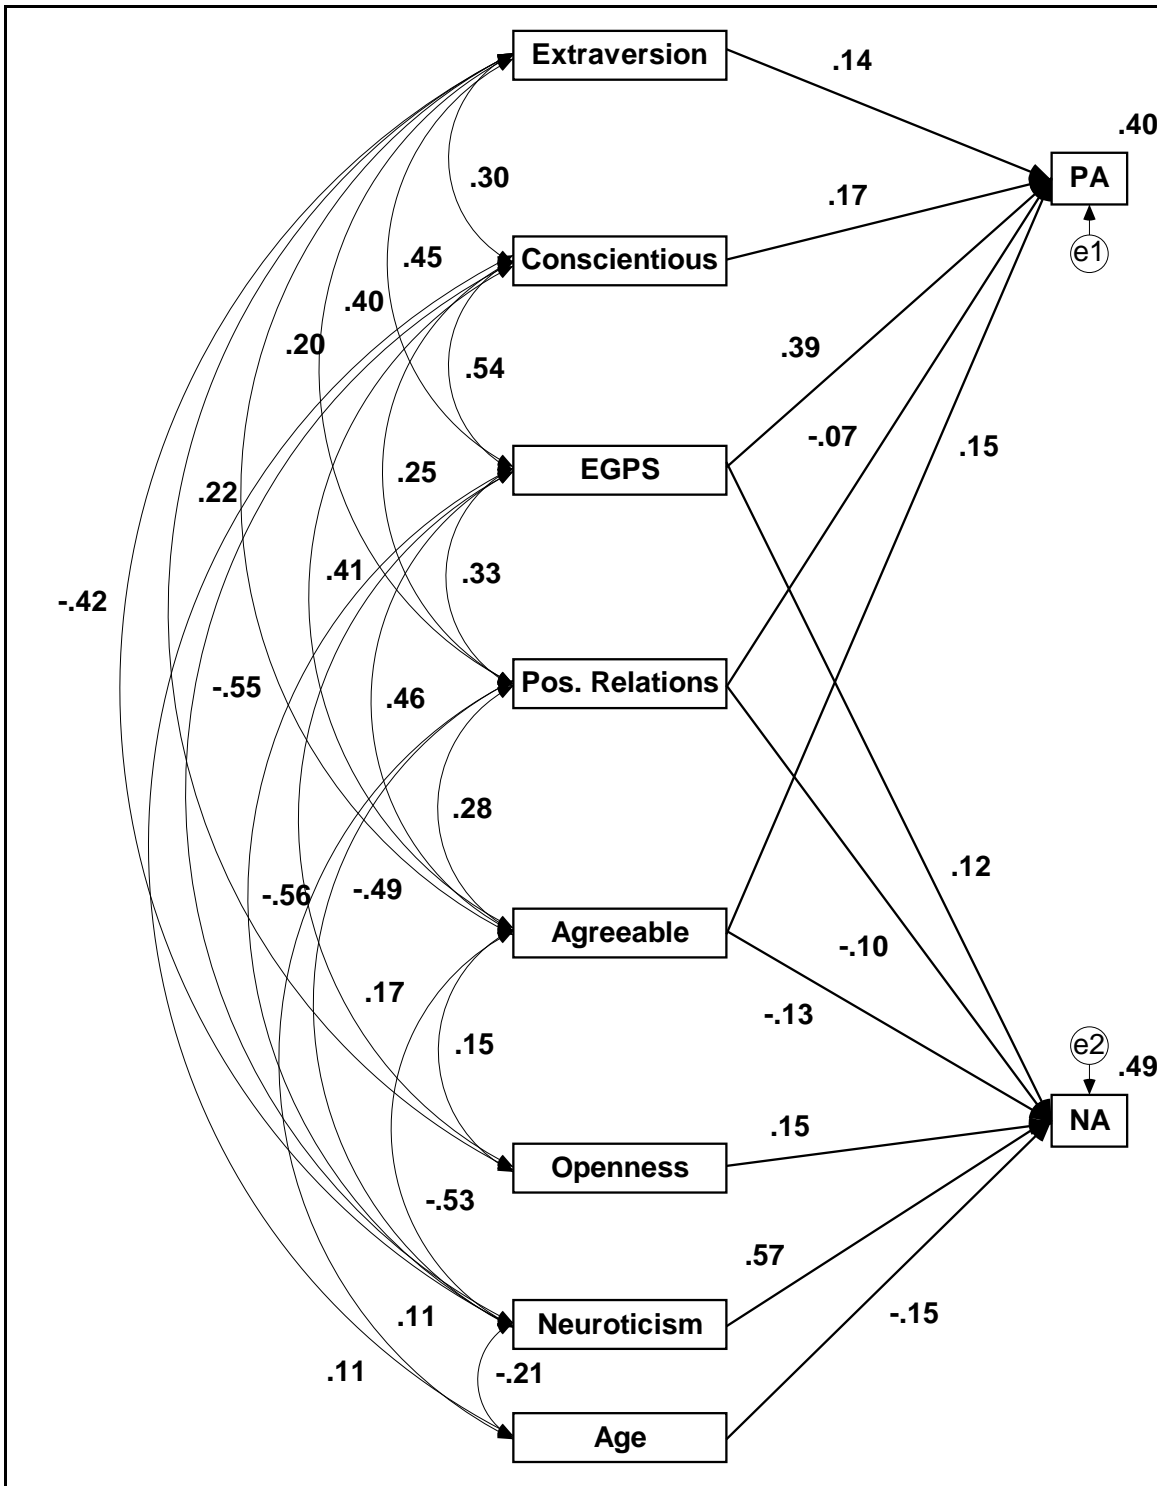 Extraversion
.14
.40
PA
.30
.17
Conscientious
.45
e1
.40
.20
.54
.39
-.07
.15
EGPS
.25
.22
.41
.33
-.42
Pos. Relations
-.55
.46
.28
.12
-.56
-.49
Agreeable
-.10
.17
-.13
.15
e2
.49
NA
.15
Openness
-.53
.57
.11
Neuroticism
-.15
.11
-.21
Age